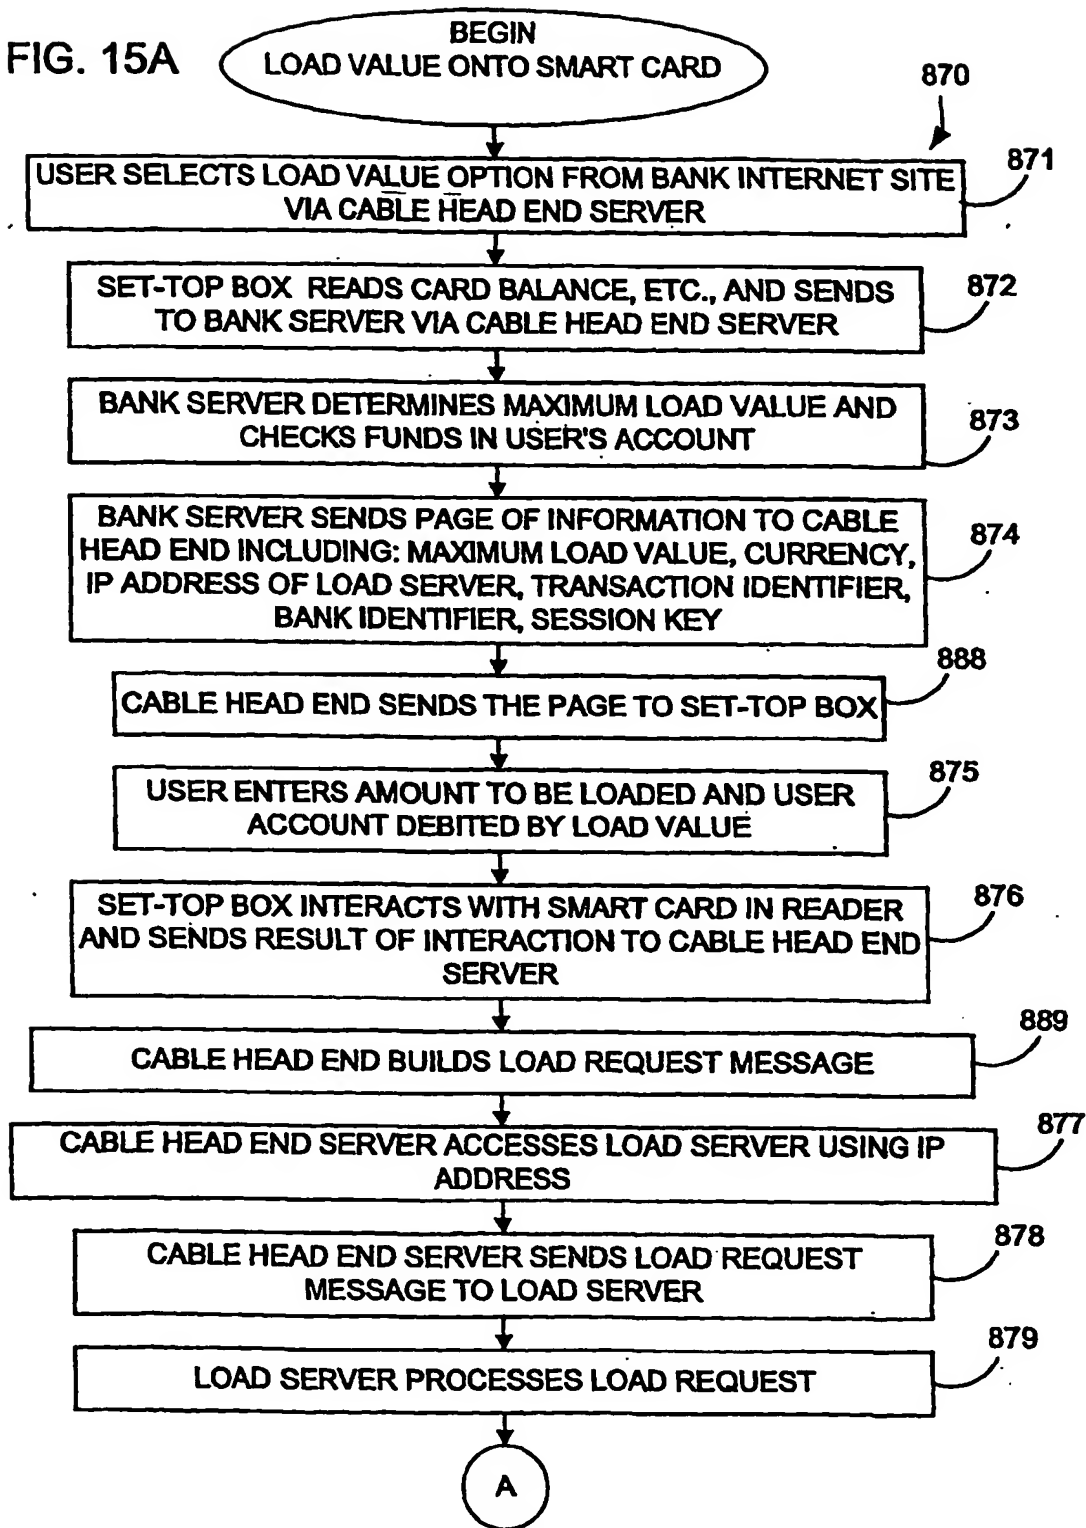 FIG. 15A
BEGIN
LOAD VALUE ONTO SMART CARD
870
USER SELECTS LOAD VALUE OPTION FROM BANK INTERNET SITE
VIA CABLE HEAD END SERVER
871
SET-TOP BOX READS CARD BALANCE, ETC., AND SENDS
TO BANK SERVER VIA CABLE HEAD END SERVER
872
BANK SERVER DETERMINES MAXIMUM LOAD VALUE AND
CHECKS FUNDS IN USER'S ACCOUNT
873
BANK SERVER SENDS PAGE OF INFORMATION TO CABLE
HEAD END INCLUDING: MAXIMUM LOAD VALUE, CURRENCY,
IP ADDRESS OF LOAD SERVER, TRANSACTION IDENTIFIER,
BANK IDENTIFIER, SESSION KEY
874
CABLE HEAD END SENDS THE PAGE TO SET-TOP BOX
888
USER ENTERS AMOUNT TO BE LOADED AND USER
ACCOUNT DEBITED BY LOAD VALUE
875
SET-TOP BOX INTERACTS WITH SMART CARD IN READER
AND SENDS RESULT OF INTERACTION TO CABLE HEAD END
SERVER
876
CABLE HEAD END BUILDS LOAD REQUEST MESSAGE
889
CABLE HEAD END SERVER ACCESSES LOAD SERVER USING IP
ADDRESS
877
CABLE HEAD END SERVER SENDS LOAD REQUEST
MESSAGE TO LOAD SERVER
878
LOAD SERVER PROCESSES LOAD REQUEST
879
A